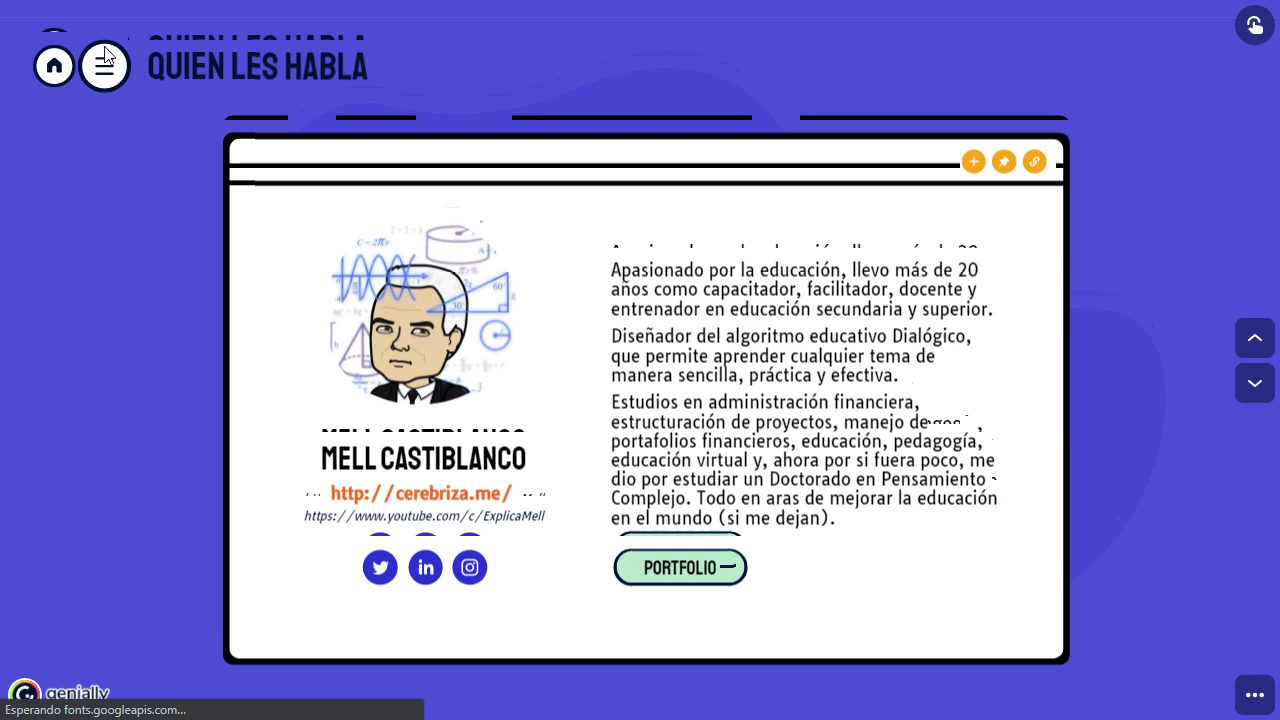 QUIEN LES HABLA
Apasionado por la educación, llevo más de 20
años como capacitador, facilitador, docente y
entrenador en educación secundaria y superior.
Diseñador del algoritmo educativo Dialógico,
que permite aprender cualquier tema de
manera sencilla, práctica y efectiva.
Estudios en administración financiera,
estructuración de proyectos, manejo de
portafolios financieros, educación, pedagogía,
educación virtual y, ahora por si fuera poco, me
dio por estudiar un Doctorado en Pensamiento
Complejo. Todo en aras de mejorar la educación
en el mundo (si me dejan).
C=2πr
60°
30°
MELL CASTIBLANCO
http://cerebriza.me/
https://www.youtube.com/c/ExplicaMell
in
PORTFOLIO
genially
Esperando fonts.googleapis.com...